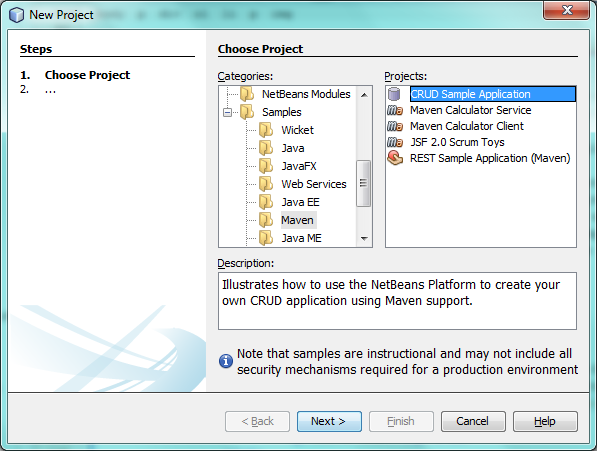 New Project
Steps
1. Choose Project
2. ...
Choose Project
Categories:
NetBeans Modules
Samples
Wicket
Java
JavaFX
Web Services
Java EE
Maven
Java ME
Projects:
CRUD Sample Application
Maven Calculator Service
Maven Calculator Client
JSF 2.0 Scrum Toys
REST Sample Application (Maven)
Description:
Illustrates how to use the NetBeans Platform to create your
own CRUD application using Maven support.
Note that samples are instructional and may not include all
security mechanisms required for a production environment
< Back
Next >
Finish
Cancel
Help